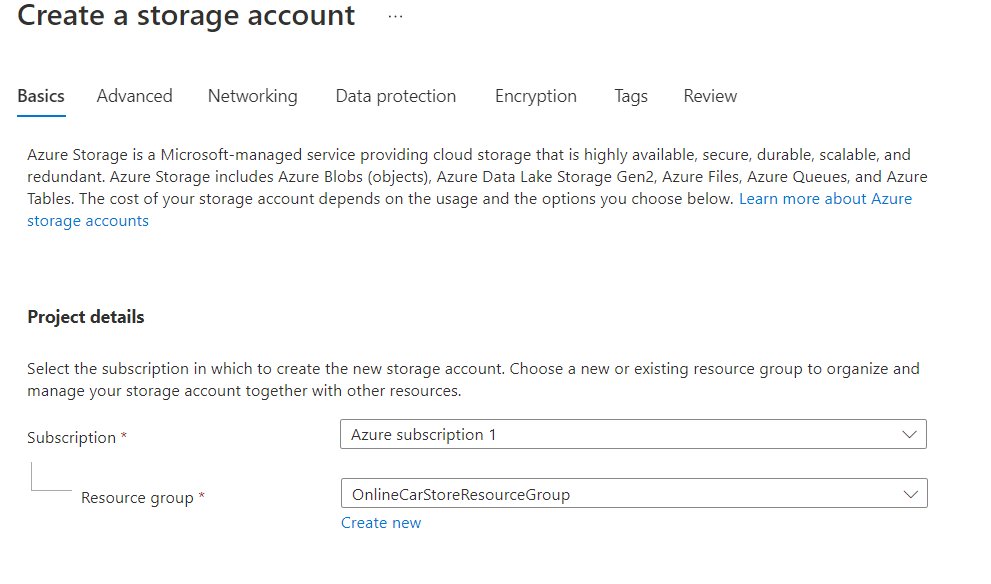 Create a storage account ...
Basics Advanced Networking Data protection Encryption Tags Review
Azure Storage is a Microsoft-managed service providing cloud storage that is highly available, secure, durable, scalable, and
redundant. Azure Storage includes Azure Blobs (objects), Azure Data Lake Storage Gen2, Azure Files, Azure Queues, and Azure
Tables. The cost of your storage account depends on the usage and the options you choose below. Learn more about Azure
storage accounts
Project details
Select the subscription in which to create the new storage account. Choose a new or existing resource group to organize and
manage your storage account together with other resources.
Subscription * Azure subscription 1
Resource group * OnlineCarStoreResourceGroup
Create new